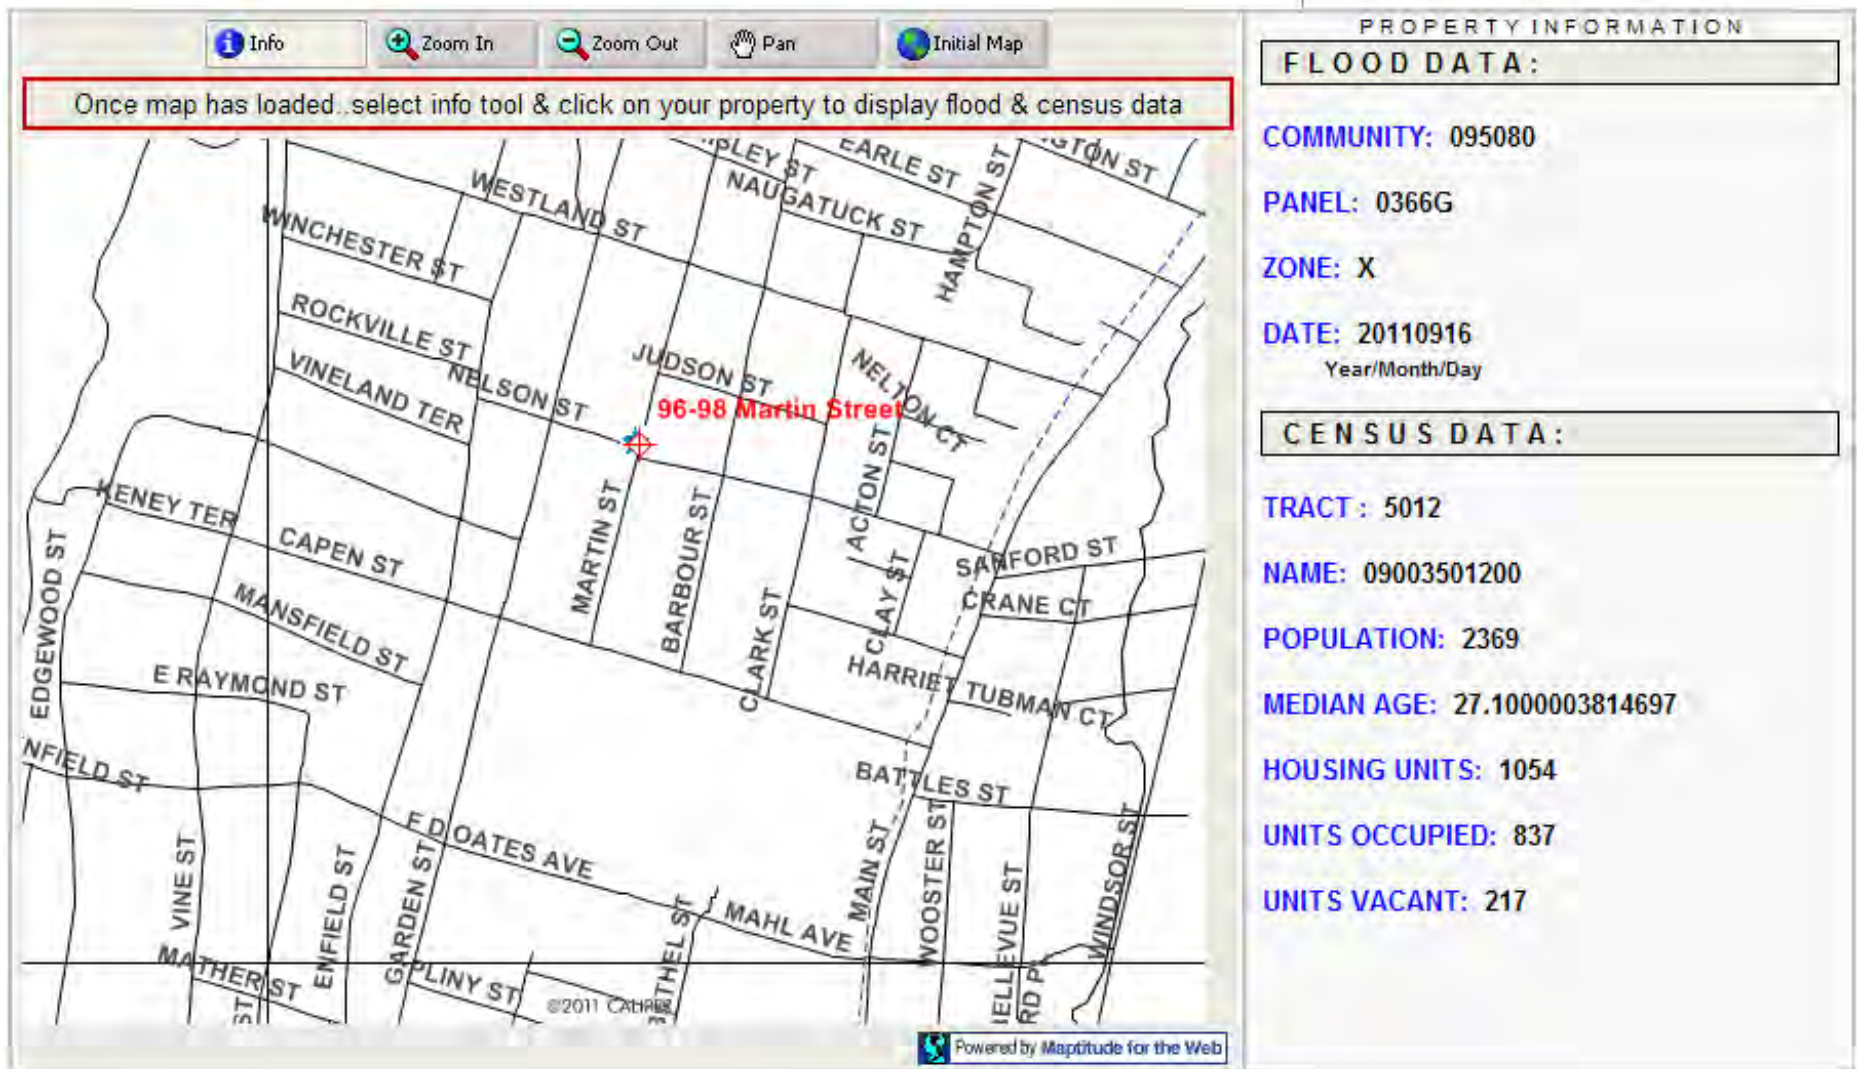 Info
Zoom In
Zoom Out
Pan
Initial Map
Once map has loaded..select info tool & click on your property to display flood & census data
EARLE ST
NAUGATUCK ST
HAMPTON ST
WESTLAND ST
WINCHESTER ST
ROCKVILLE ST
VINELAND TER
NELSON ST
JUDSON ST
NELTON CT
96-98 Martin Street
KENEY TER
CAPEN ST
MARTIN ST
BARBOUR ST
ACTON ST
CLAY ST
SANFORD ST
CRANE CT
EDGEWOOD ST
MANSFIELD ST
CLARK ST
HARRIET TUBMAN CT
E RAYMOND ST
NFIELD ST
BATTLES ST
F D OATES AVE
VINE ST
ENFIELD ST
GARDEN ST
MAHL AVE
MAIN ST
WOOSTER ST
WINDSOR ST
MATHER ST
PLINY ST
©2011
Powered by Maptitude for the Web
PROPERTY INFORMATION
FLOOD DATA:
COMMUNITY: 095080
PANEL: 0366G
ZONE: X
DATE: 20110916
Year/Month/Day
CENSUS DATA:
TRACT : 5012
NAME: 09003501200
POPULATION: 2369
MEDIAN AGE: 27.1000003814697
HOUSING UNITS: 1054
UNITS OCCUPIED: 837
UNITS VACANT: 217